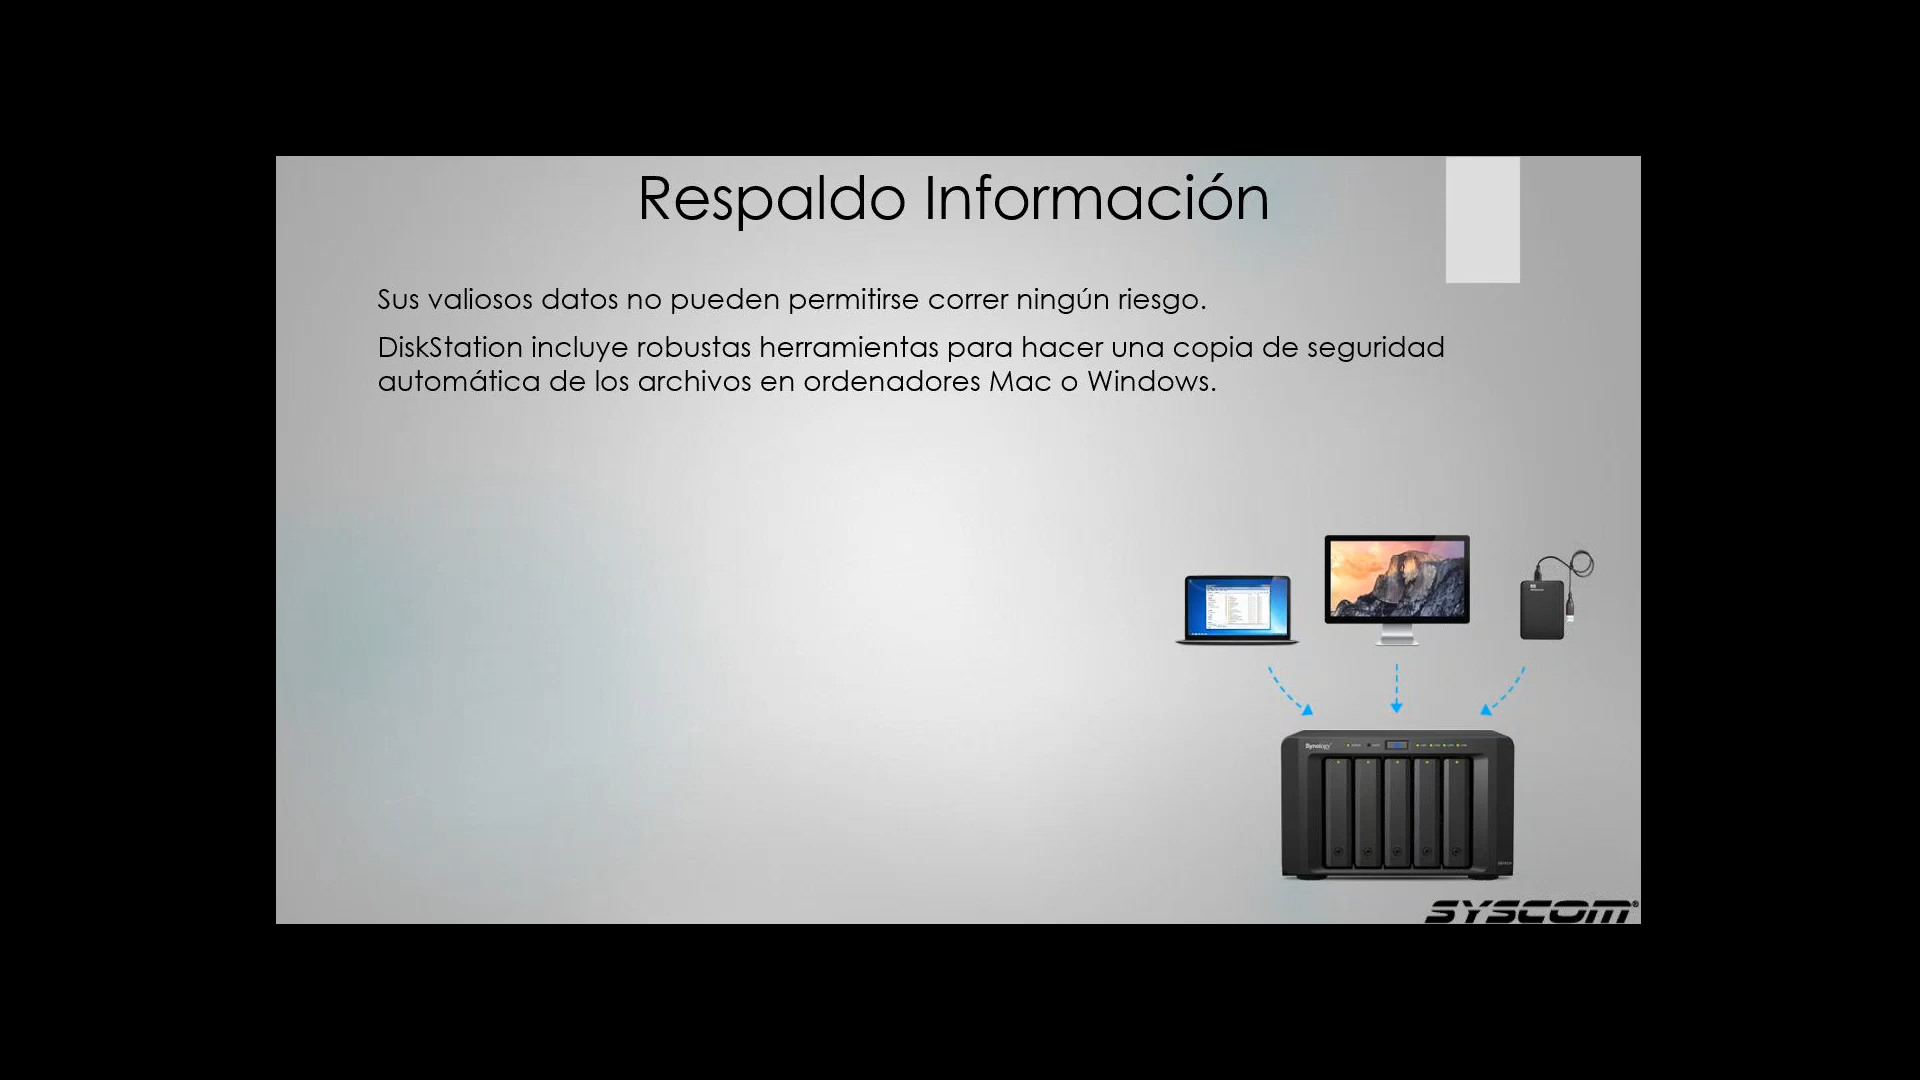 Respaldo Información
Sus valiosos datos no pueden permitirse correr ningún riesgo.
DiskStation incluye robustas herramientas para hacer una copia de seguridad
automática de los archivos en ordenadores Mac o Windows.
Synology
SYSCOM®